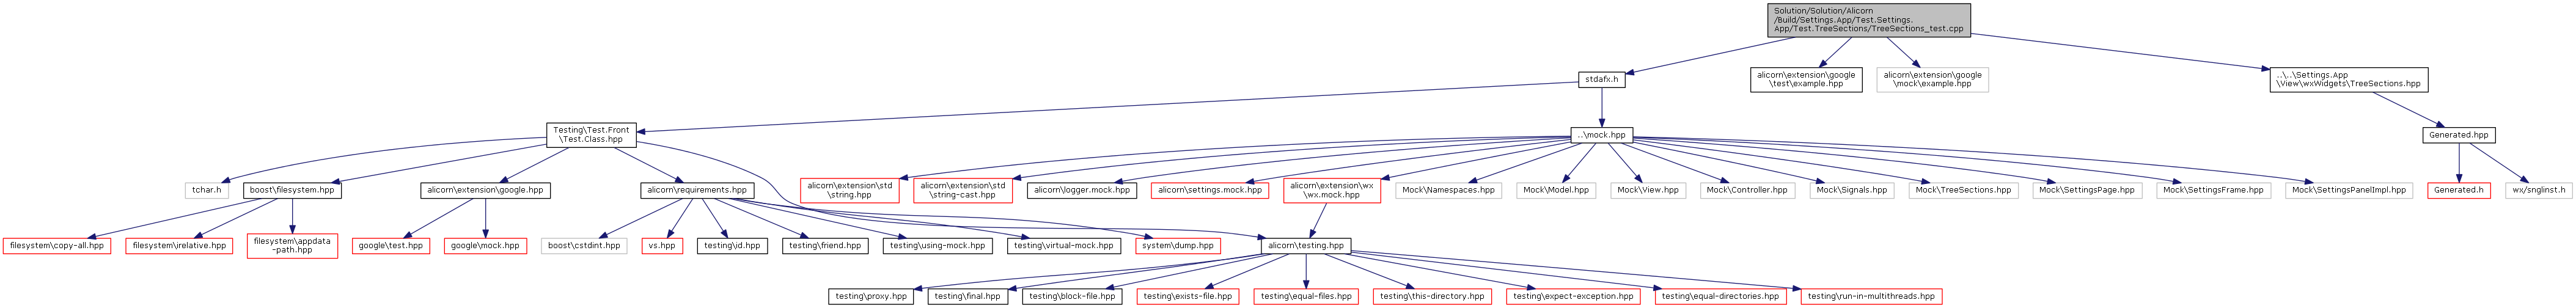 Solution/Solution/Alicorn
/Build/Settings.App/Test.Settings.
App/Test.TreeSections/TreeSections_test.cpp
stdafx.h
alicorn\extension\google
\test\example.hpp
alicorn\extension\google
\mock\example.hpp
..\..\Settings.App
\View\wxWidgets\TreeSections.hpp
Testing\Test.Front
\Test.Class.hpp
..\mock.hpp
Generated.hpp
tchar.h
boost\filesystem.hpp
alicorn\extension\google.hpp
alicorn\requirements.hpp
alicorn\extension\std
\string.hpp
alicorn\extension\std
\string-cast.hpp
alicorn\logger.mock.hpp
alicorn\settings.mock.hpp
alicorn\extension\wx
\wx.mock.hpp
Mock\Namespaces.hpp
Mock\Model.hpp
Mock\View.hpp
Mock\Controller.hpp
Mock\Signals.hpp
Mock\TreeSections.hpp
Mock\SettingsPage.hpp
Mock\SettingsFrame.hpp
Mock\SettingsPanelImpl.hpp
Generated.h
wx/snglinst.h
filesystem\copy-all.hpp
filesystem\irelative.hpp
filesystem\appdata
-path.hpp
google\test.hpp
google\mock.hpp
boost\cstdint.hpp
vs.hpp
testing\id.hpp
testing\friend.hpp
testing\using-mock.hpp
testing\virtual-mock.hpp
system\dump.hpp
alicorn\testing.hpp
testing\proxy.hpp
testing\final.hpp
testing\block-file.hpp
testing\exists-file.hpp
testing\equal-files.hpp
testing\this-directory.hpp
testing\expect-exception.hpp
testing\equal-directories.hpp
testing\run-in-multithreads.hpp